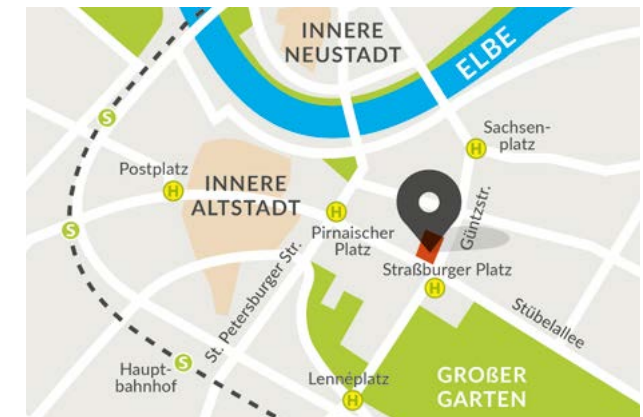 INNERE
NEUSTADT
ELBE
Sachsen-
platz
S
H
Postplatz
H
INNERE
ALTSTADT
H
Pirnaischer
Platz
Güntzstr.
S
St. Petersburger Str.
Straßburger Platz
H
Stübelallee
Haupt-
bahnhof
S
Lennéplatz
H
GROßER
GARTEN